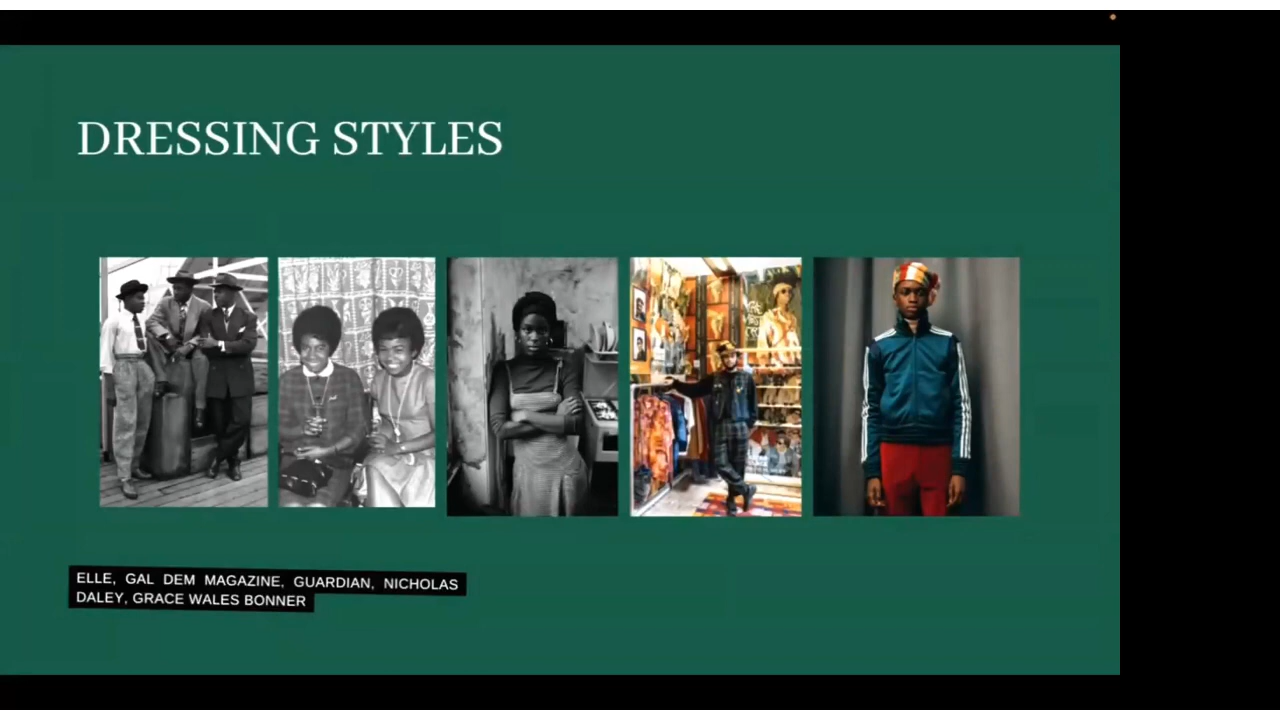 DRESSING STYLES
ELLE, GAL DEM MAGAZINE, GUARDIAN, NICHOLAS
DALEY, GRACE WALES BONNER